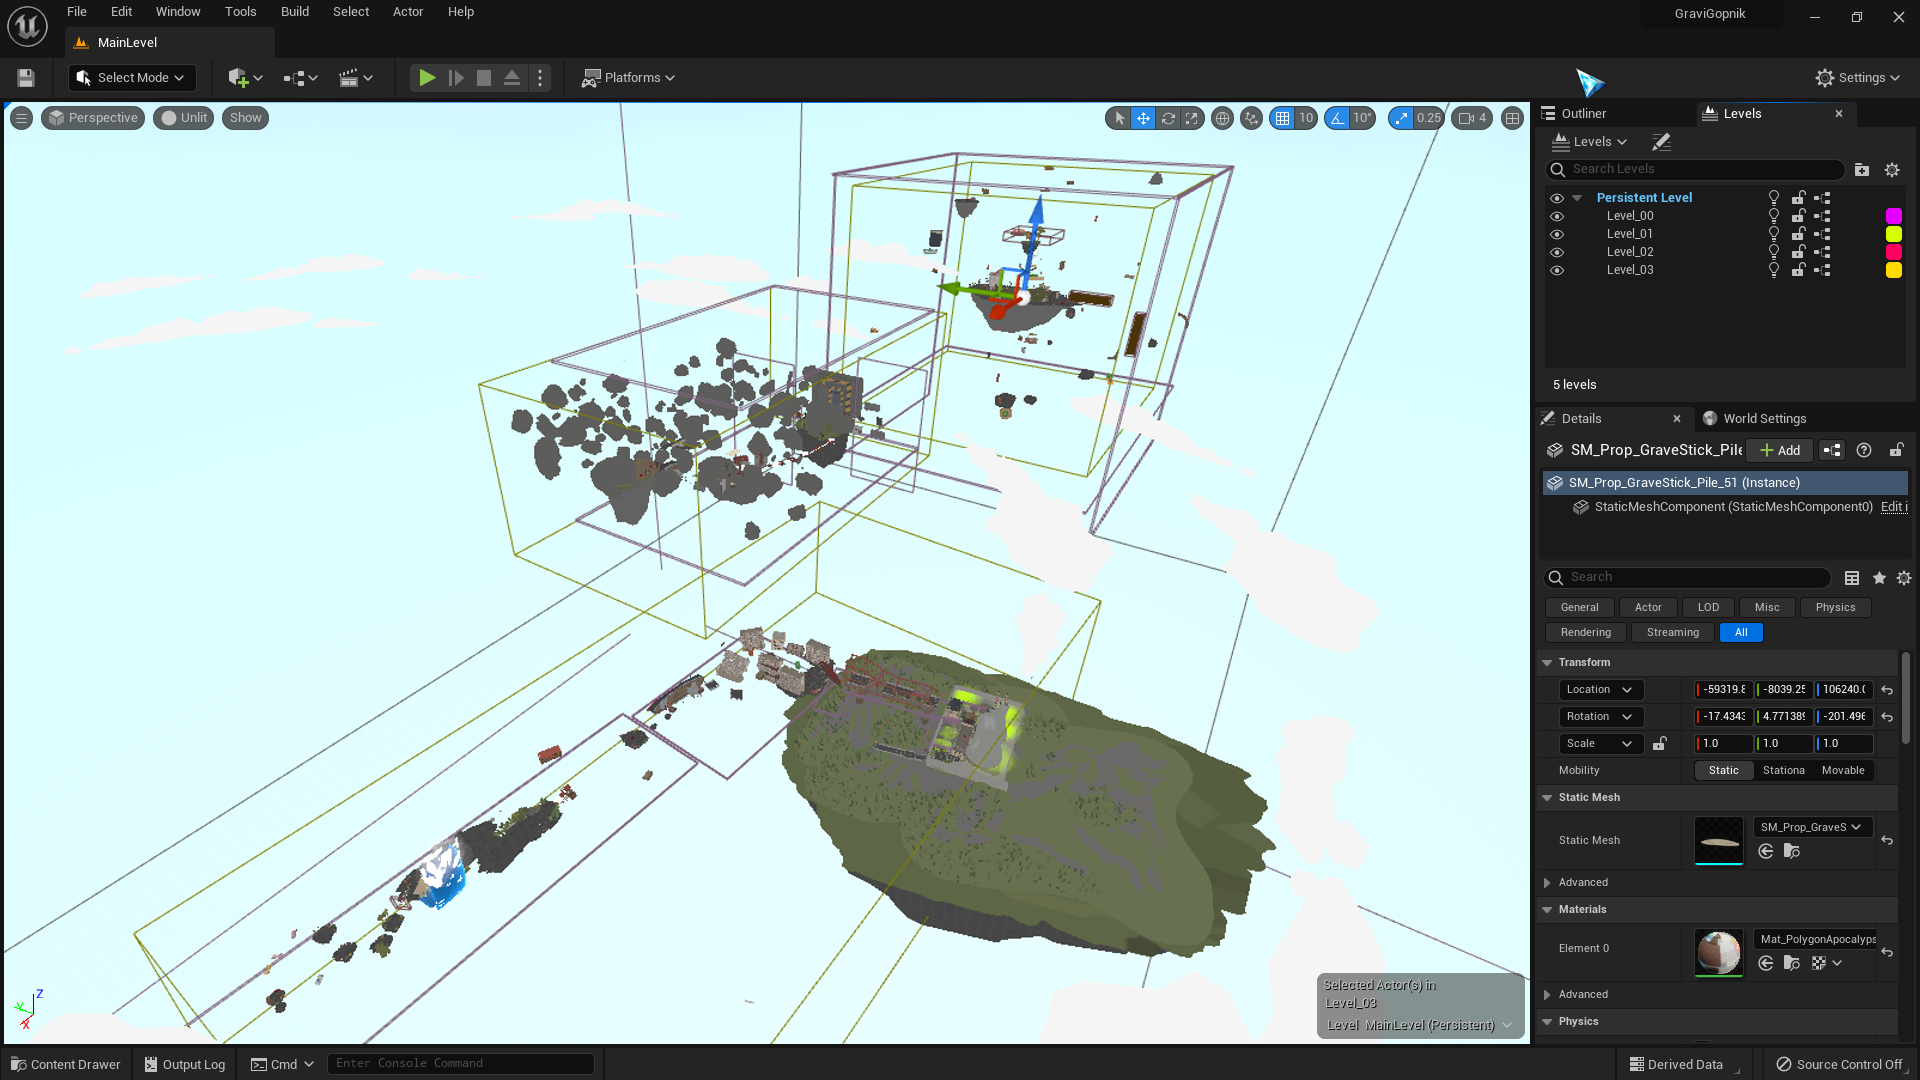 File Edit Window Tools Build Select Actor Help
GraviGopnik
MainLevel
Select Mode
Platforms
Settings
Perspective Unlit Show
10 10° 0.25 4
Outliner Levels
Levels
Search Levels
Persistent Level
Level_00
Level_01
Level_02
Level_03
5 levels
Details World Settings
SM_Prop_GraveStick_Pile Add
SM_Prop_GraveStick_Pile_51 (Instance)
StaticMeshComponent (StaticMeshComponent0) Edit i
Search
General Actor LOD Misc Physics
Rendering Streaming All
Transform
Location -59319.8 -8039.25 106240.(
Rotation -17.4343 4.771389 -201.496
Scale 1.0 1.0 1.0
Mobility Static Stationa Movable
Static Mesh
Static Mesh SM_Prop_GraveS
Advanced
Materials
Element 0 Mat_PolygonApocalyps
Advanced
Physics
Selected Actor(s) in
Level_03
Level MainLevel (Persistent)
Z
Y
X
Content Drawer Output Log Cmd Enter Console Command
Derived Data Source Control Off